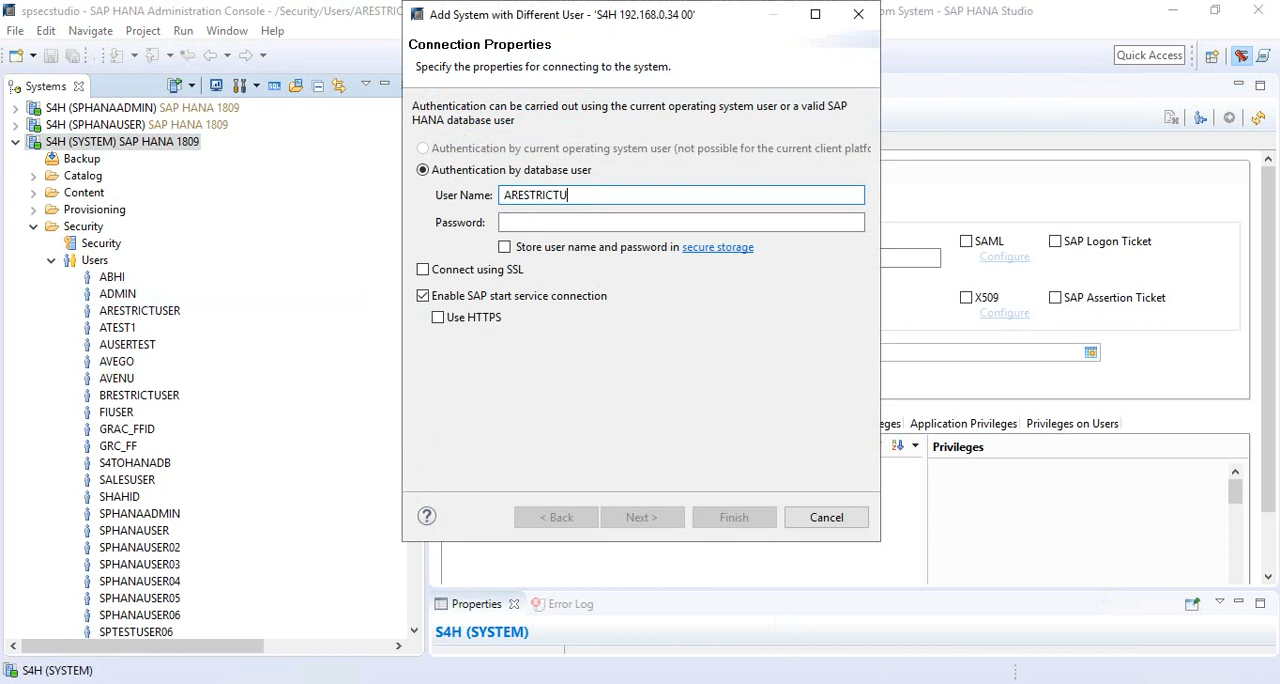 spsecstudio - SAP HANA Administration Console - /Security/Users/ARESTRIC
om System - SAP HANA Studio
File Edit Navigate Project Run Window Help
Quick Access
Systems
S4H (SPHANAADMIN) SAP HANA 1809
S4H (SPHANAUSER) SAP HANA 1809
S4H (SYSTEM) SAP HANA 1809
Backup
Catalog
Content
Provisioning
Security
Security
Users
ABHI
ADMIN
ARESTRICTUSER
ATEST1
AUSERTEST
AVEGO
AVENU
BRESTRICTUSER
FIUSER
GRAC_FFID
GRC_FF
S4TOHANADB
SALESUSER
SHAHID
SPHANAADMIN
SPHANAUSER
SPHANAUSER02
SPHANAUSER03
SPHANAUSER04
SPHANAUSER05
SPHANAUSER06
SPTESTUSER06
S4H (SYSTEM)
Add System with Different User - 'S4H 192.168.0.34 00'
Connection Properties
Specify the properties for connecting to the system.
Authentication can be carried out using the current operating system user or a valid SAP
HANA database user
Authentication by current operating system user (not possible for the current client platfo
Authentication by database user
User Name: ARESTRICTU
Password:
Store user name and password in secure storage
Connect using SSL
Enable SAP start service connection
Use HTTPS
? < Back Next > Finish Cancel
SAML SAP Logon Ticket
Configure
X509 SAP Assertion Ticket
Configure
eges Application Privileges Privileges on Users
Privileges
Properties Error Log
S4H (SYSTEM)